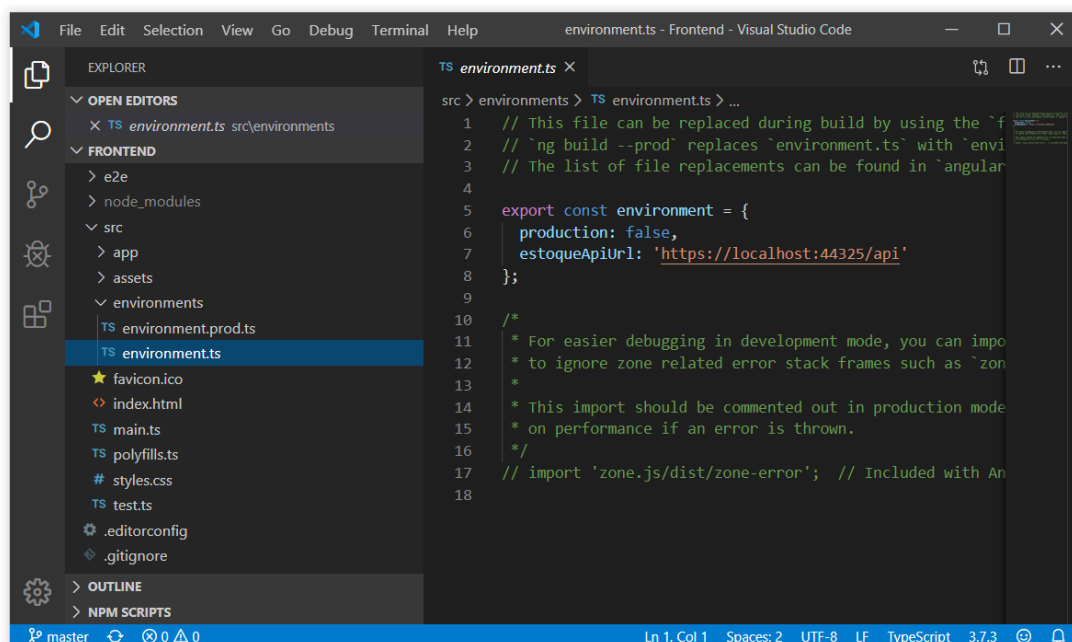 File Edit Selection View Go Debug Terminal Help environment.ts - Frontend - Visual Studio Code
EXPLORER
OPEN EDITORS
TS environment.ts src\environments
FRONTEND
e2e
node_modules
src
app
assets
environments
TS environment.prod.ts
TS environment.ts
favicon.ico
<> index.html
TS main.ts
TS polyfills.ts
# styles.css
TS test.ts
.editorconfig
.gitignore
OUTLINE
NPM SCRIPTS
TS environment.ts
src > environments > TS environment.ts > ...
1 // This file can be replaced during build by using the `f
2 // `ng build --prod` replaces `environment.ts` with `envi
3 // The list of file replacements can be found in `angular
4
5 export const environment = {
6 production: false,
7 estoqueApiUrl: 'https://localhost:44325/api'
8 };
9
10 /*
11 * For easier debugging in development mode, you can impo
12 * to ignore zone related error stack frames such as `zon
13 *
14 * This import should be commented out in production mode
15 * on performance if an error is thrown.
16 */
17 // import 'zone.js/dist/zone-error';  // Included with An
18
master 0 0 Ln 1, Col 1 Spaces: 2 UTF-8 LF TypeScript 3.7.3